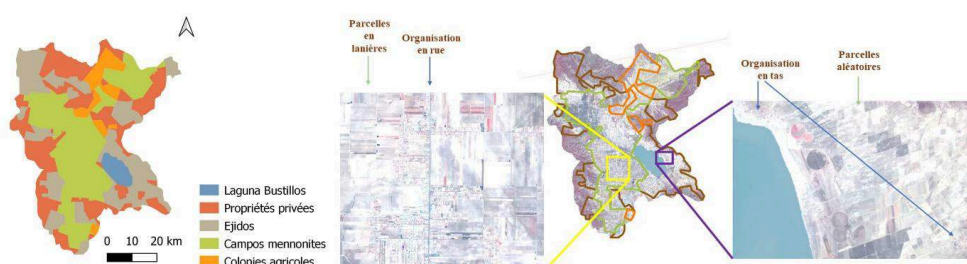 0 10 20 km
Laguna Bustillos
Propriétés privées
Ejidos
Campos mennonites
Colonies agricoles
Parcelles
en
lanières
Organisation
en rue
Organisation
en tas
Parcelles
aléatoires